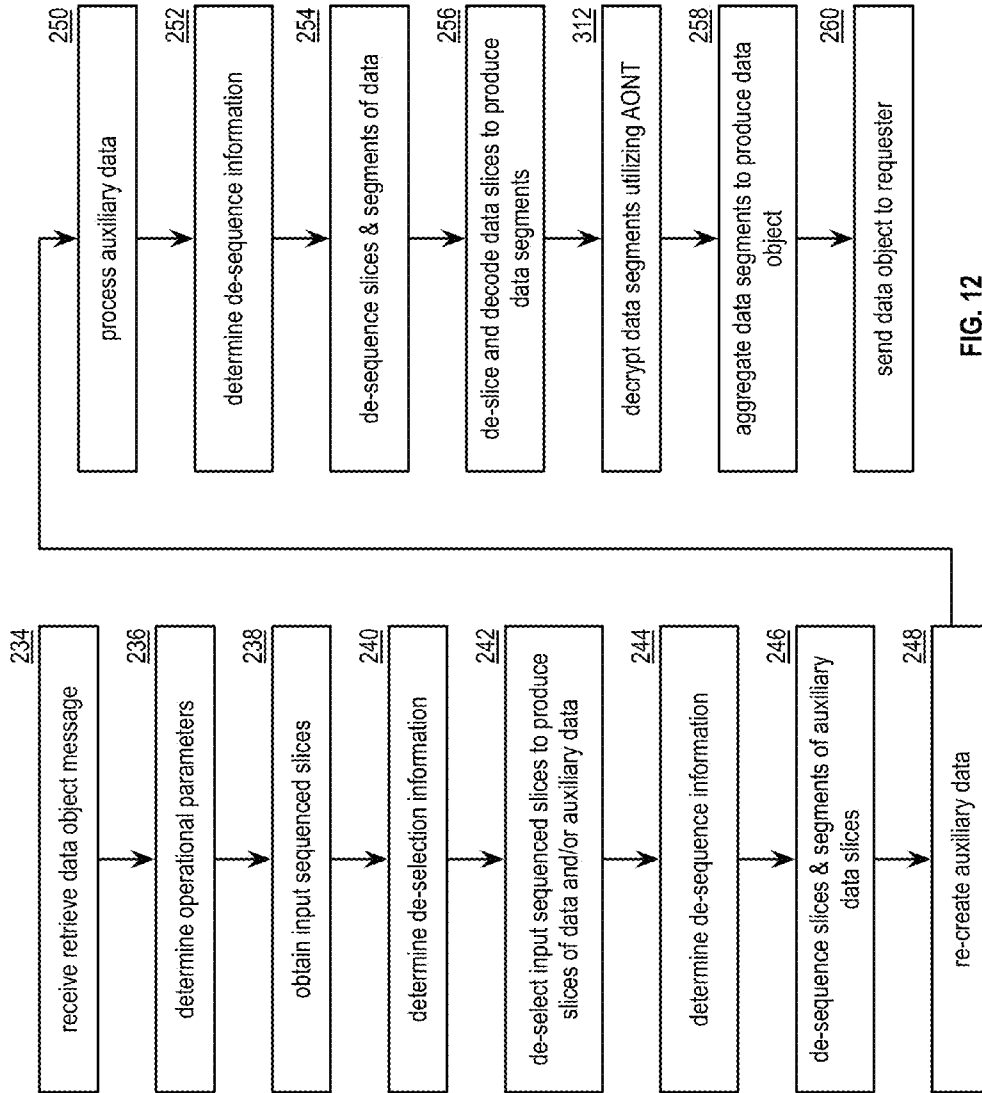 234
receive retrieve data object message
236
determine operational parameters
238
obtain input sequenced slices
240
determine de-selection information
242
de-select input sequenced slices to produce
slices of data and/or auxiliary data
244
determine de-sequence information
246
de-sequence slices & segments of auxiliary
data slices
248
re-create auxiliary data
250
process auxiliary data
252
determine de-sequence information
254
de-sequence slices & segments of data
256
de-slice and decode data slices to produce
data segments
312
decrypt data segments utilizing AONT
258
aggregate data segments to produce data
object
260
send data object to requester
FIG. 12